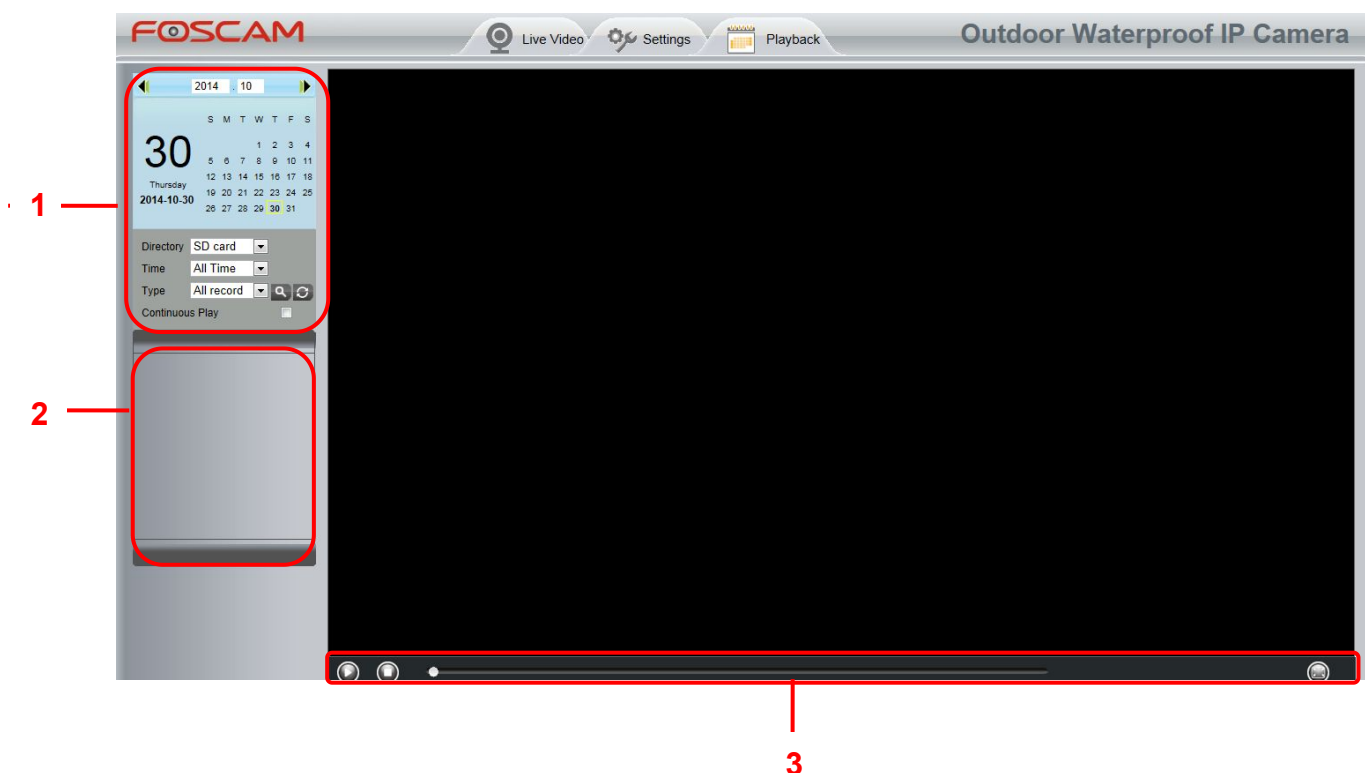 FOSCAM
Live Video
Settings
Playback
Outdoor Waterproof IP Camera
2014 . 10
S M T W T F S
1 2 3 4
5 6 7 8 9 10 11
12 13 14 15 16 17 18
19 20 21 22 23 24 25
26 27 28 29 30 31
30
Thursday
2014-10-30
Directory SD card
Time All Time
Type All record
Continuous Play
1
2
3